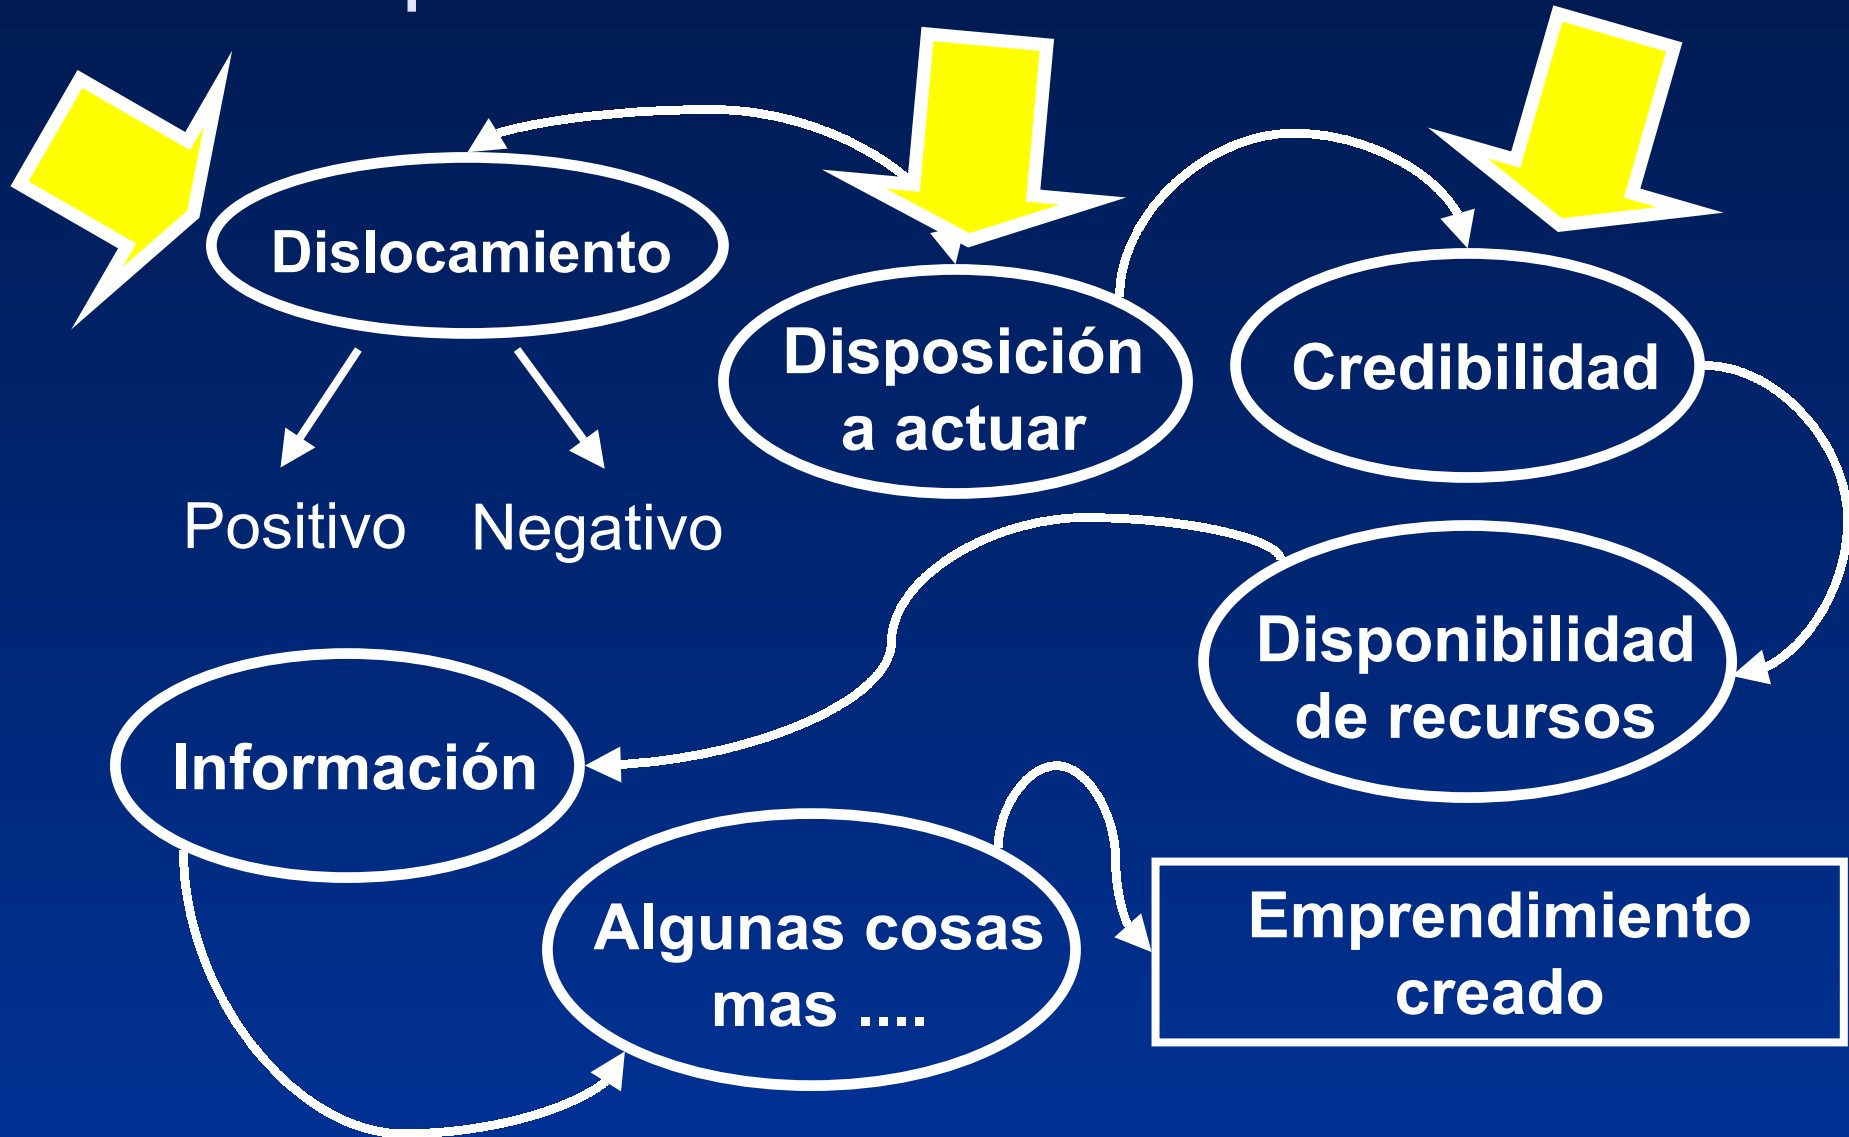 Dislocamiento
Disposición
a actuar
Credibilidad
Positivo
Negativo
Disponibilidad
de recursos
Información
Algunas cosas
mas ....
Emprendimiento
creado